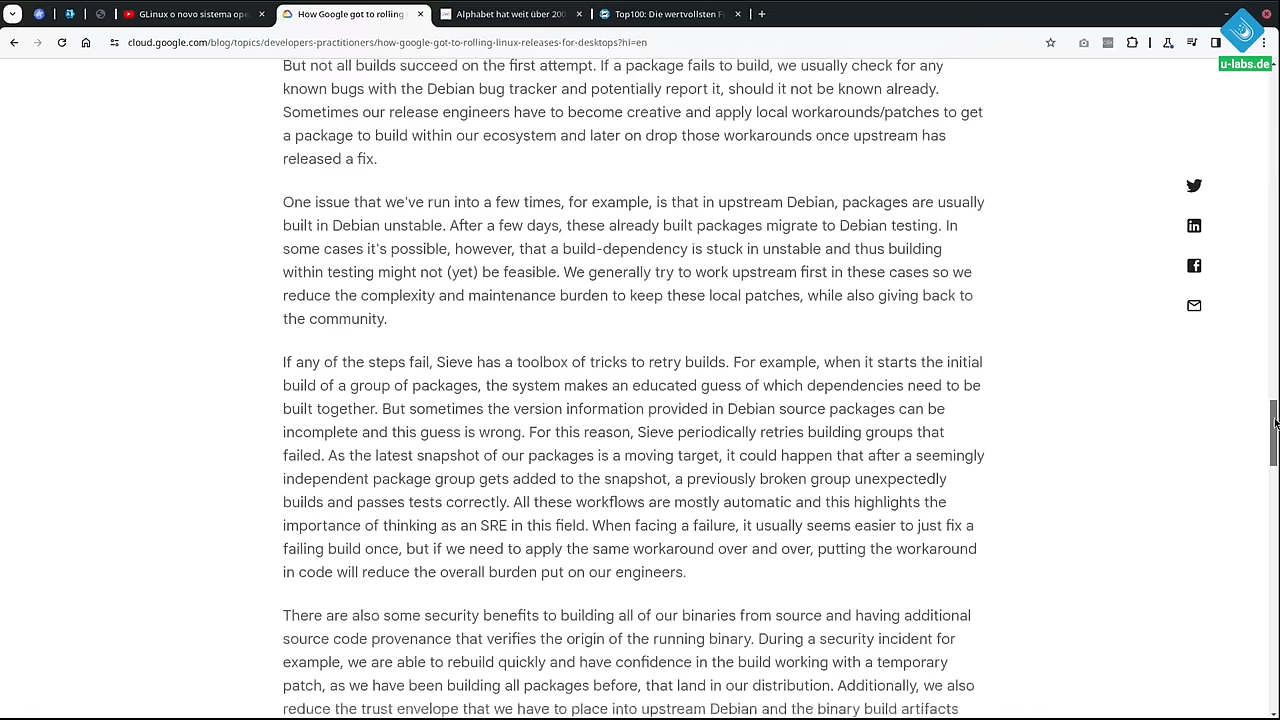 GLinux o novo sistema ope
How Google got to rolling
Alphabet hat weit über 200
Top100: Die wertvollsten F
cloud.google.com/blog/topics/developers-practitioners/how-google-got-to-rolling-linux-releases-for-desktops?hl=en
u-labs.de
But not all builds succeed on the first attempt. If a package fails to build, we usually check for any
known bugs with the Debian bug tracker and potentially report it, should it not be known already.
Sometimes our release engineers have to become creative and apply local workarounds/patches to get
a package to build within our ecosystem and later on drop those workarounds once upstream has
released a fix.
One issue that we've run into a few times, for example, is that in upstream Debian, packages are usually
built in Debian unstable. After a few days, these already built packages migrate to Debian testing. In
some cases it's possible, however, that a build-dependency is stuck in unstable and thus building
within testing might not (yet) be feasible. We generally try to work upstream first in these cases so we
reduce the complexity and maintenance burden to keep these local patches, while also giving back to
the community.
If any of the steps fail, Sieve has a toolbox of tricks to retry builds. For example, when it starts the initial
build of a group of packages, the system makes an educated guess of which dependencies need to be
built together. But sometimes the version information provided in Debian source packages can be
incomplete and this guess is wrong. For this reason, Sieve periodically retries building groups that
failed. As the latest snapshot of our packages is a moving target, it could happen that after a seemingly
independent package group gets added to the snapshot, a previously broken group unexpectedly
builds and passes tests correctly. All these workflows are mostly automatic and this highlights the
importance of thinking as an SRE in this field. When facing a failure, it usually seems easier to just fix a
failing build once, but if we need to apply the same workaround over and over, putting the workaround
in code will reduce the overall burden put on our engineers.
There are also some security benefits to building all of our binaries from source and having additional
source code provenance that verifies the origin of the running binary. During a security incident for
example, we are able to rebuild quickly and have confidence in the build working with a temporary
patch, as we have been building all packages before, that land in our distribution. Additionally, we also
reduce the trust envelope that we have to place into upstream Debian and the binary build artifacts